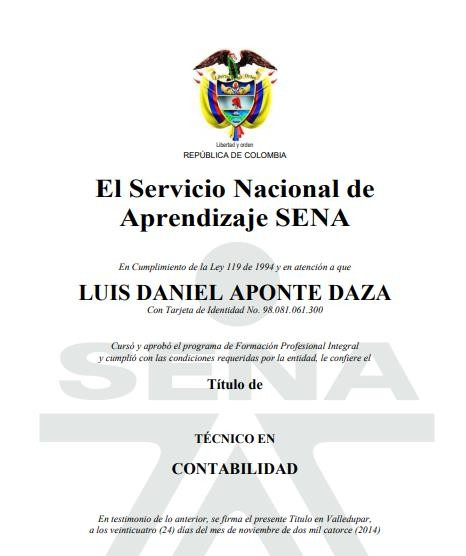 Libertad y orden
REPÚBLICA DE COLOMBIA
El Servicio Nacional de
Aprendizaje SENA
En Cumplimiento de la Ley 119 de 1994 y en atención a que
LUIS DANIEL APONTE DAZA
Con Tarjeta de Identidad No. 98.081.061.300
Cursó y aprobó el programa de Formación Profesional Integral
y cumplió con las condiciones requeridas por la entidad, le confiere el
SENA
Título de
TÉCNICO EN
CONTABILIDAD
En testimonio de lo anterior, se firma el presente Título en Valledupar,
a los veinticuatro (24) días del mes de noviembre de dos mil catorce (2014)